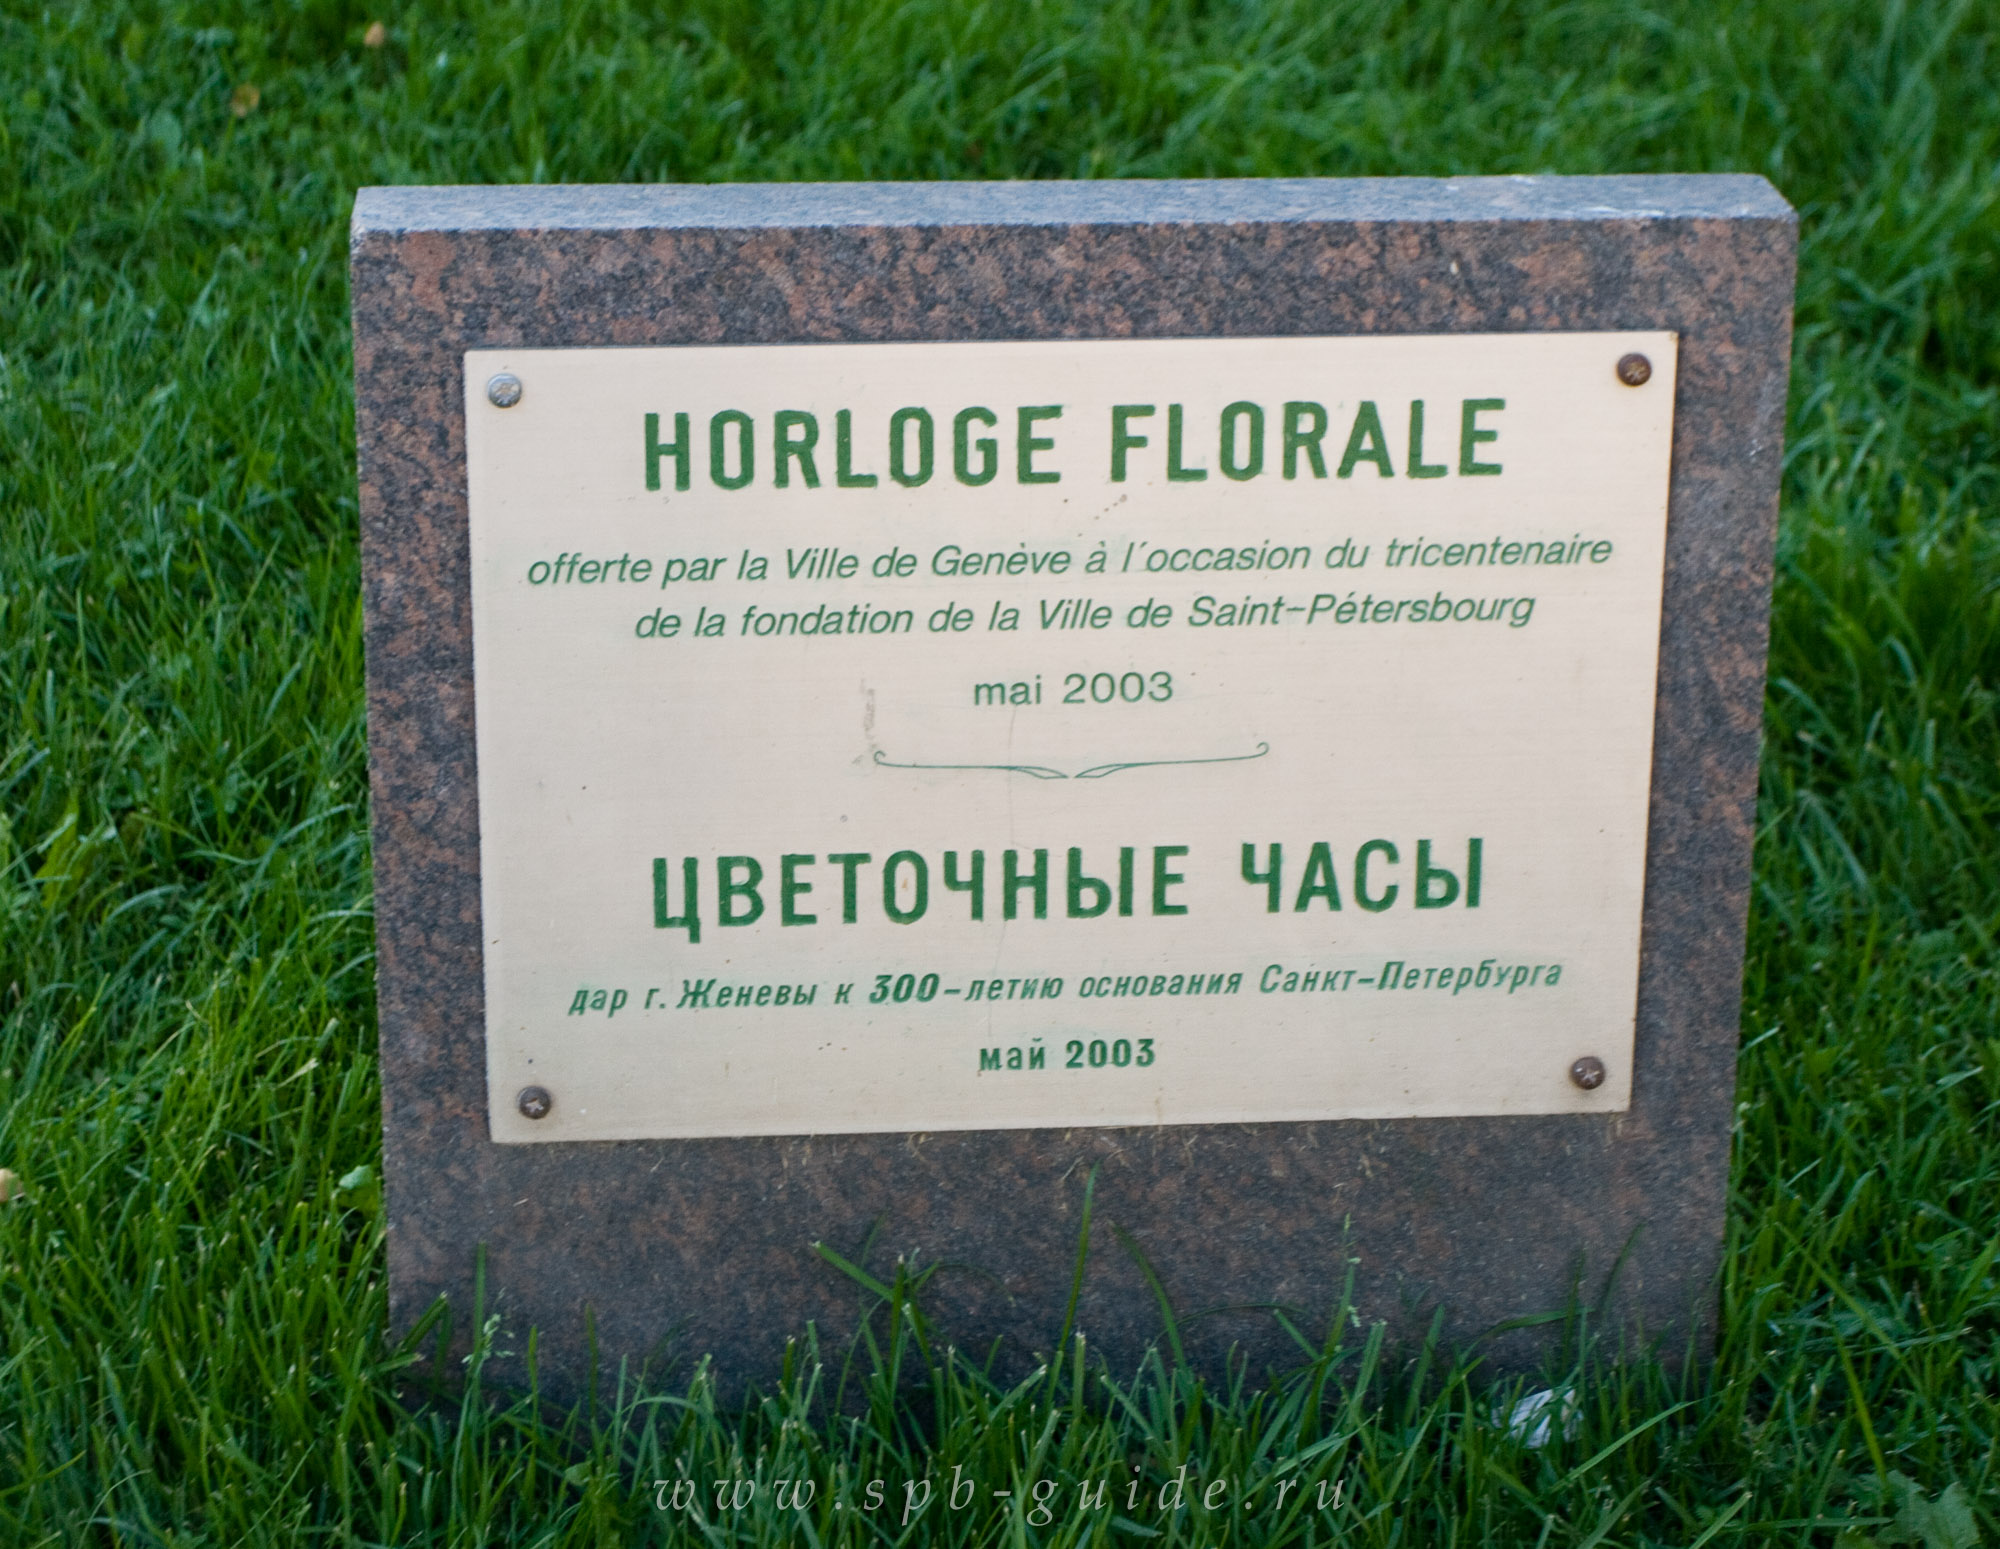 HORLOGE FLORALE
offerte par la Ville de Genève à l´occasion du tricentenaire
de la fondation de la Ville de Saint-Pétersbourg
mai 2003
ЦВЕТОЧНЫЕ ЧАСЫ
дар г. Женевы к 300-летию основания Санкт-Петербурга
май 2003
www.spb-guide.ru